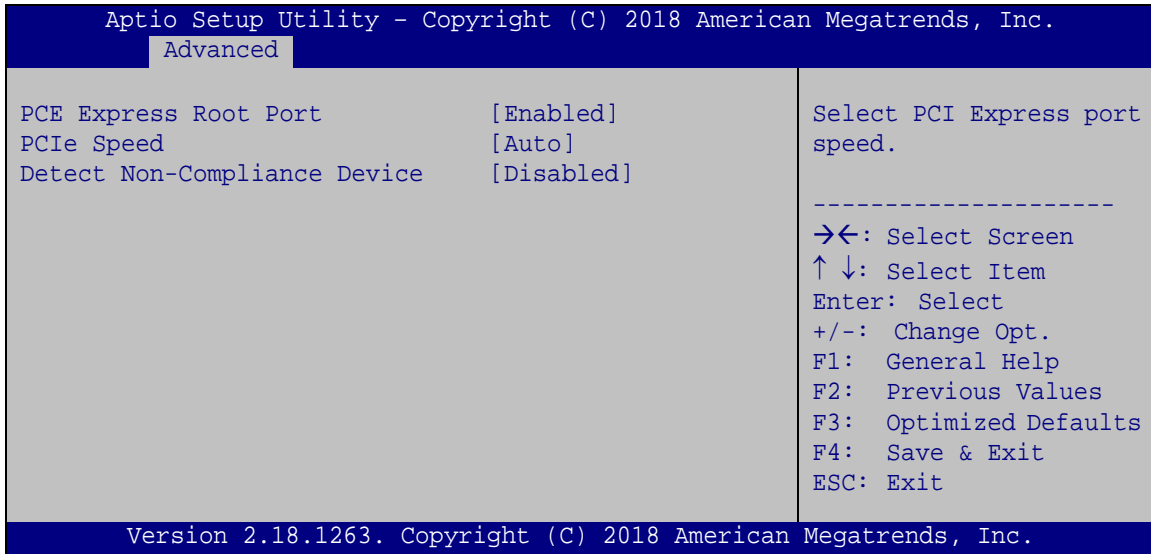 Aptio Setup Utility – Copyright (C) 2018 American Megatrends, Inc.
Advanced
PCE Express Root Port [Enabled]
PCIe Speed [Auto]
Detect Non-Compliance Device [Disabled]
Select PCI Express port
speed.
---------------------
→←: Select Screen
↑ ↓: Select Item
Enter: Select
+/-: Change Opt.
F1: General Help
F2: Previous Values
F3: Optimized Defaults
F4: Save & Exit
ESC: Exit
Version 2.18.1263. Copyright (C) 2018 American Megatrends, Inc.